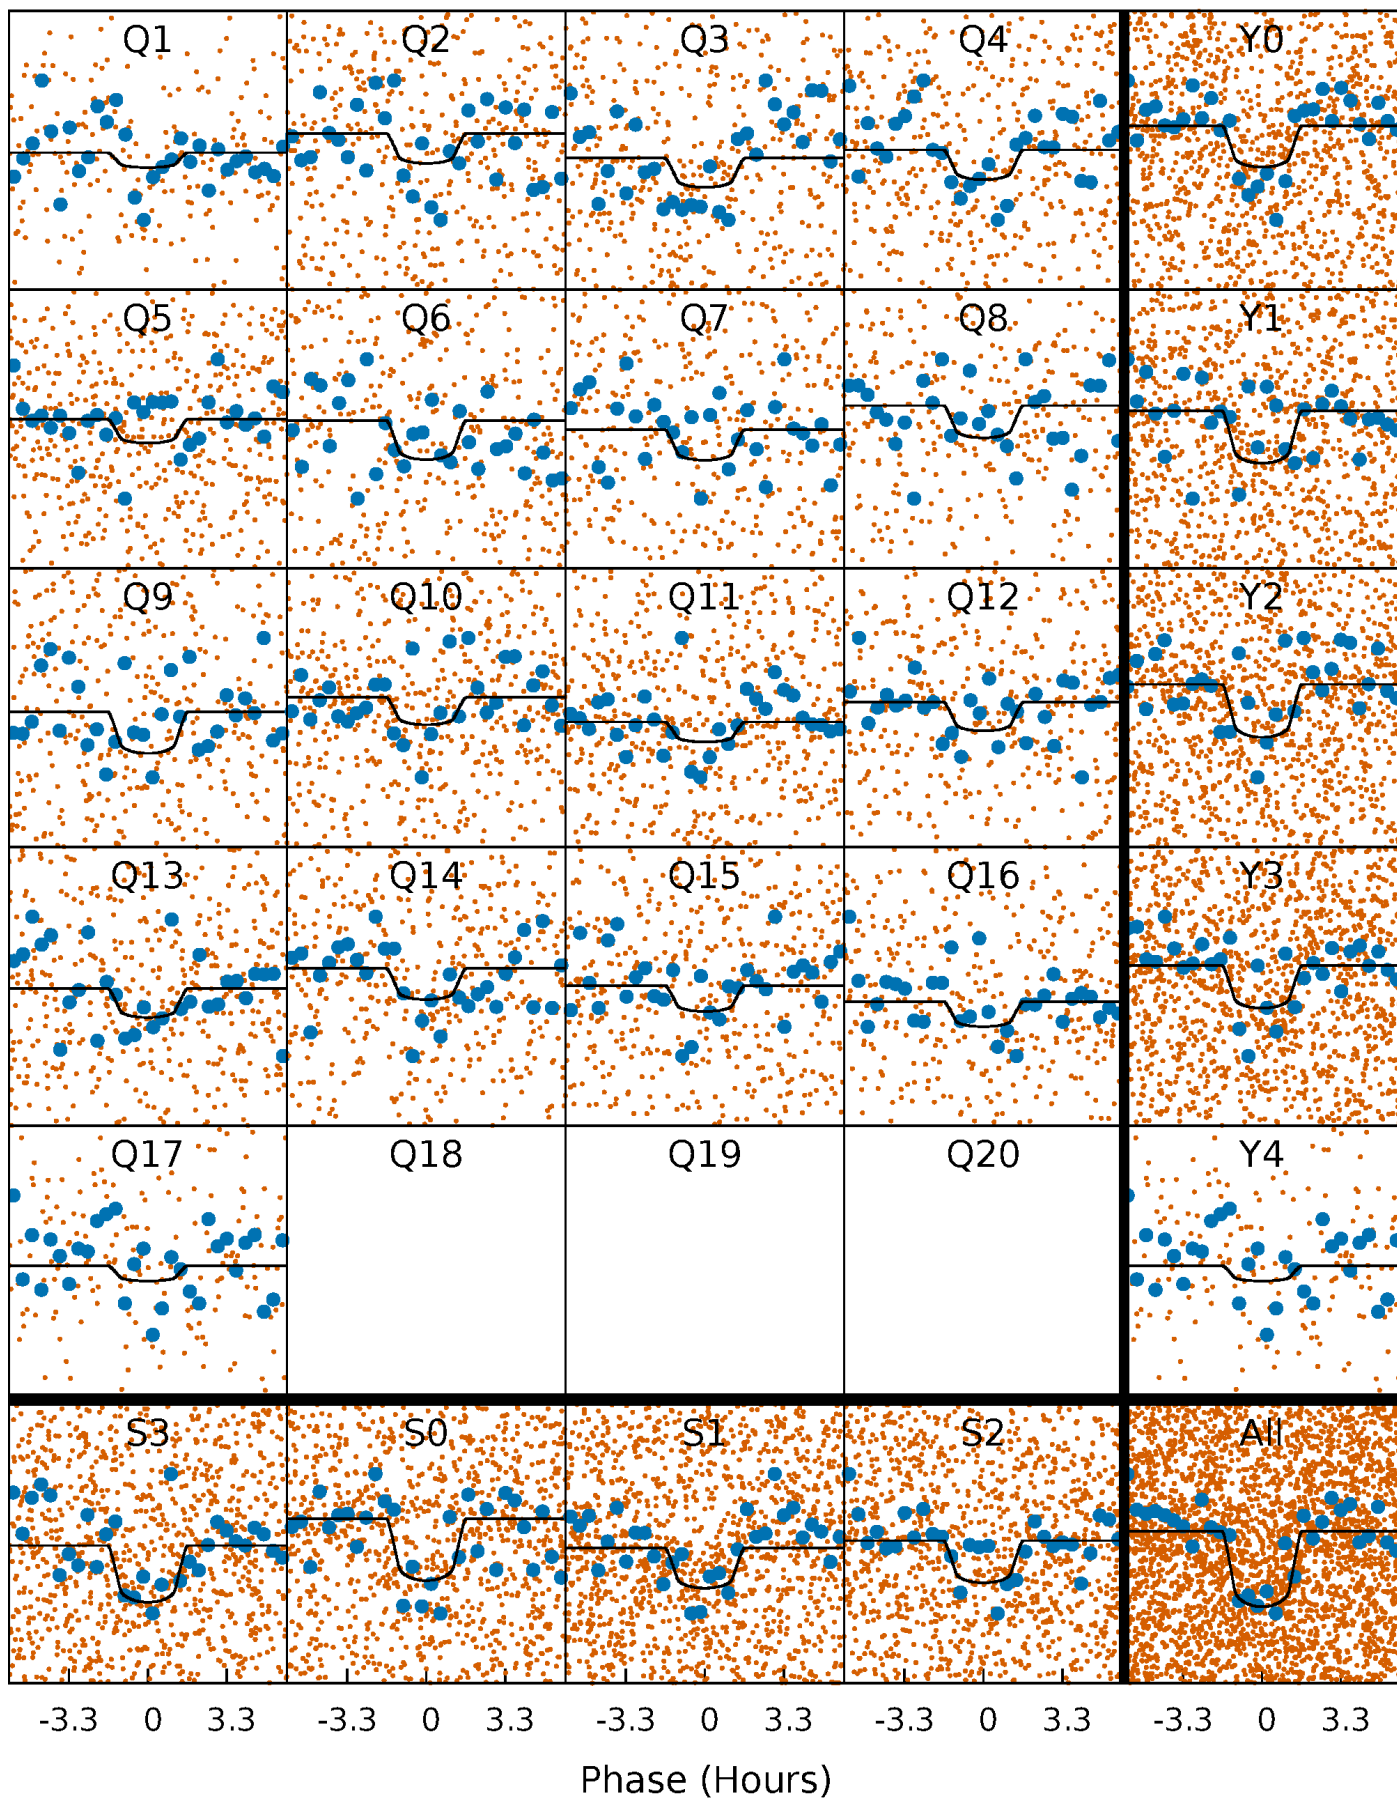 Q1 Q2 Q3 Q4 Y0
Q5 Q6 Q7 Q8 Y1
Q9 Q10 Q11 Q12 Y2
Q13 Q14 Q15 Q16 Y3
Q17 Q18 Q19 Q20 Y4
S3 S0 S1 S2 All
-3.3 0 3.3 -3.3 0 3.3 -3.3 0 3.3 -3.3 0 3.3 -3.3 0 3.3
Phase (Hours)